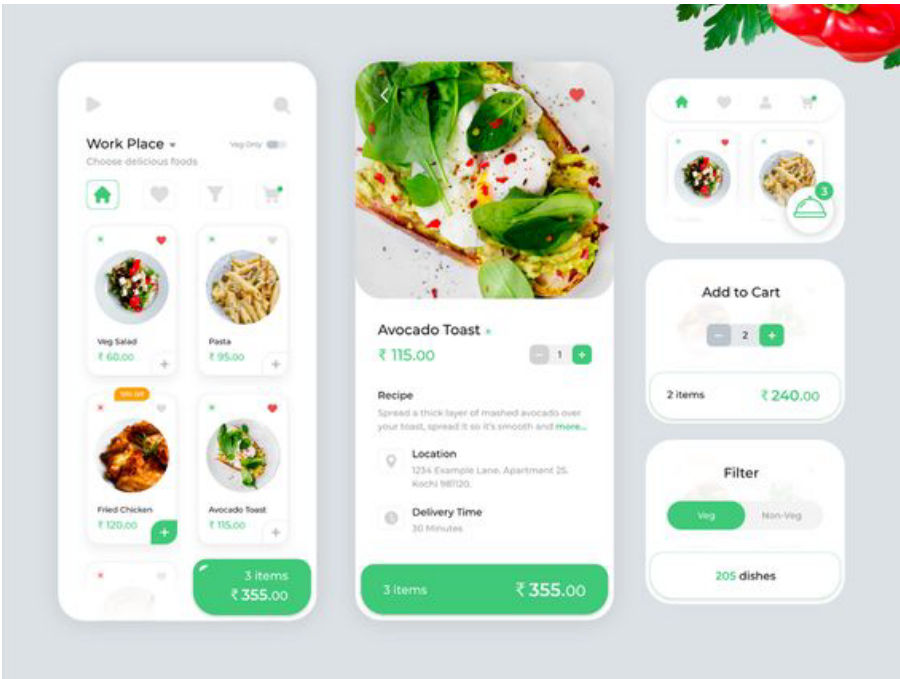 Work Place
Veg Only
Choose delicious foods
Veg Salad
₹ 60.00
Pasta
₹ 95.00
Fried Chicken
₹ 120.00
Avocado Toast
₹ 115.00
3 items
₹ 355.00
Avocado Toast
₹ 115.00
1
Recipe
Spread a thick layer of mashed avocado over
your toast, spread it so it's smooth and more...
Location
1234 Example Lane, Apartment 25,
Kochi 981120.
Delivery Time
30 Minutes
3 items
₹ 355.00
3
Add to Cart
2
2 items
₹ 240.00
Filter
Veg
Non-Veg
205 dishes